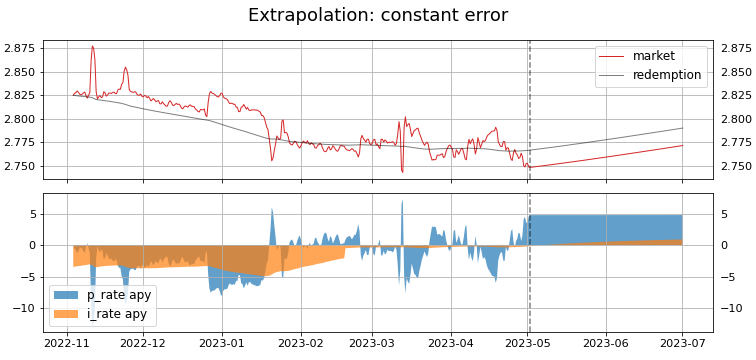 Extrapolation: constant error
2.875 2.875
2.850 2.850
2.825 2.825
2.800 2.800
2.775 2.775
2.750 2.750
market
redemption
5 5
0 0
−5 −5
−10 −10
p_rate apy
i_rate apy
2022-11 2022-12 2023-01 2023-02 2023-03 2023-04 2023-05 2023-06 2023-07